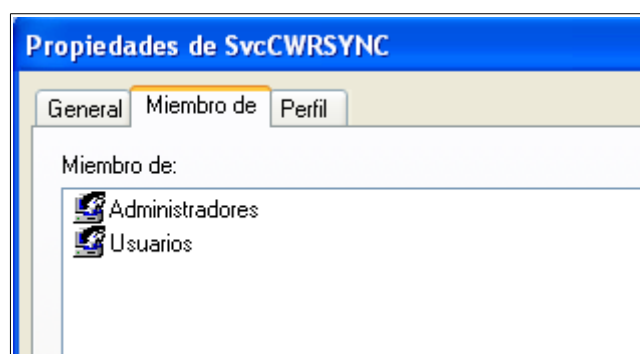 Propiedades de SvcCWRSYNC
General Miembro de Perfil
Miembro de:
Administradores
Usuarios